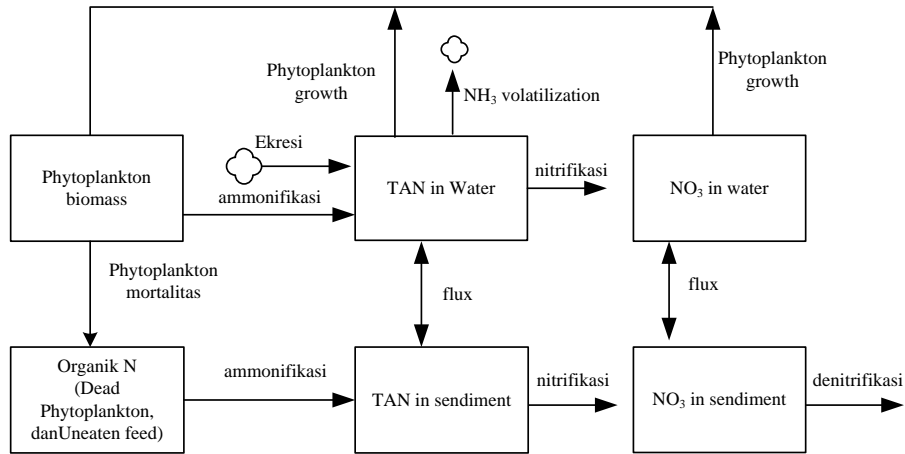 Phytoplankton
growth
NH₃ volatilization
Phytoplankton
growth
Ekresi
Phytoplankton
biomass
ammonifikasi
TAN in Water
nitrifikasi
NO₃ in water
Phytoplankton
mortalitas
flux
flux
Organik N
(Dead
Phytoplankton,
danUneaten feed)
ammonifikasi
TAN in sendiment
nitrifikasi
NO₃ in sendiment
denitrifikasi